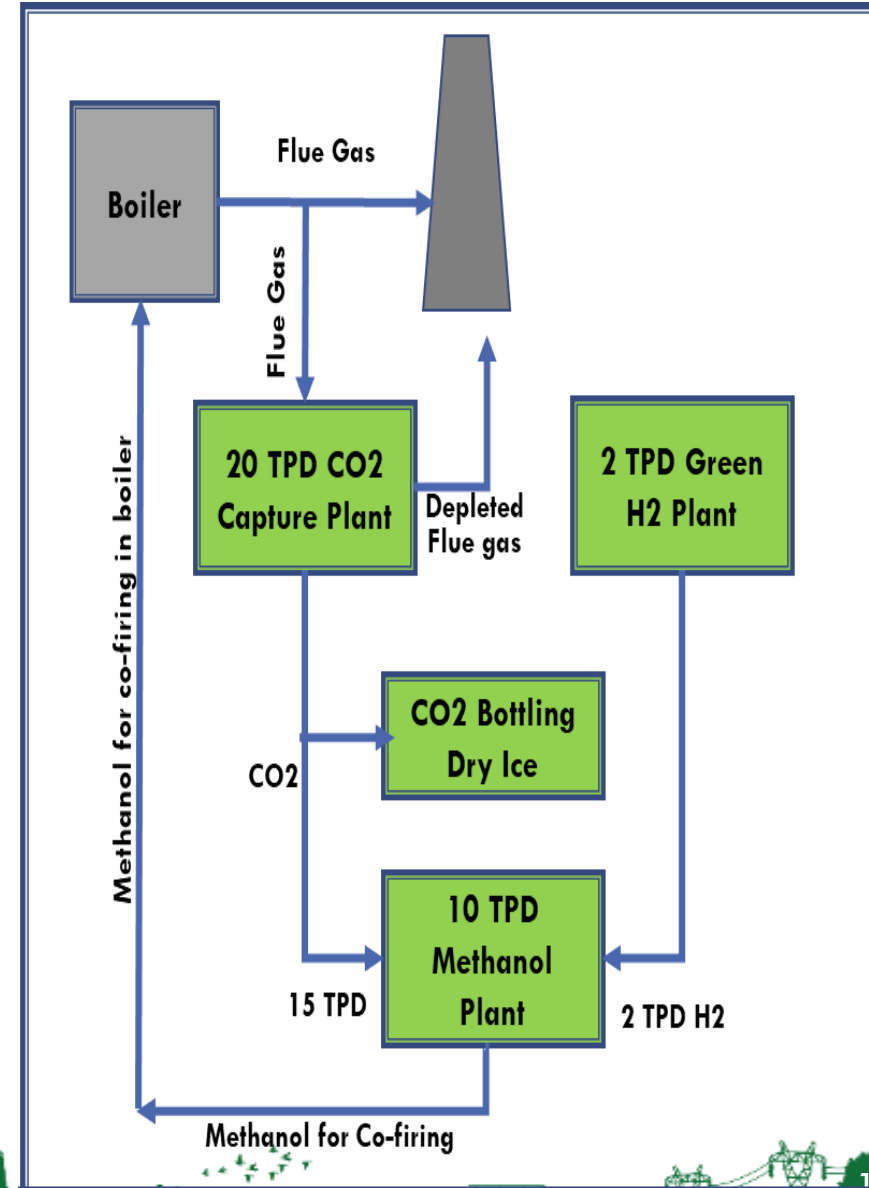 Flue Gas
Boiler
Flue Gas
20 TPD CO2
Capture Plant
2 TPD Green
H2 Plant
Depleted
Flue gas
Methanol for co-firing in boiler
CO2 Bottling
Dry Ice
CO2
10 TPD
Methanol
Plant
15 TPD
2 TPD H2
Methanol for Co-firing
1